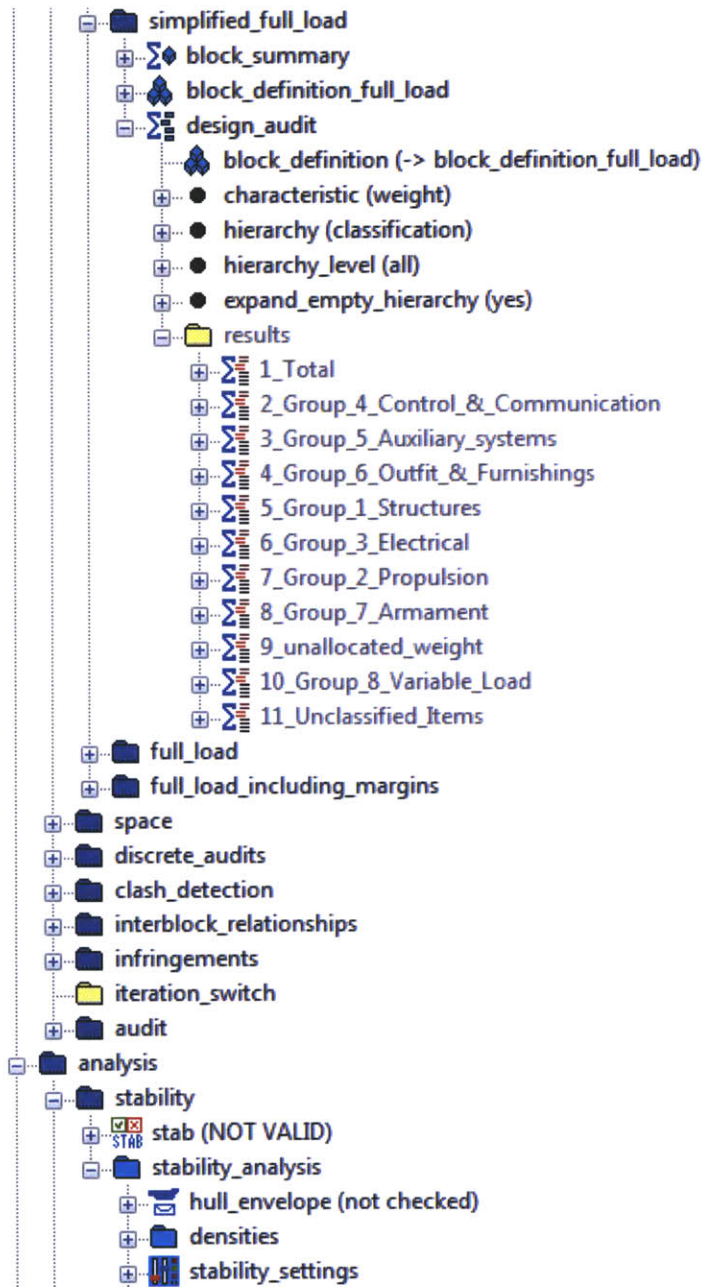 simplified_full_load
block_summary
block_definition_full_load
design_audit
block_definition (-> block_definition_full_load)
characteristic (weight)
hierarchy (classification)
hierarchy_level (all)
expand_empty_hierarchy (yes)
results
1_Total
2_Group_4_Control_&_Communication
3_Group_5_Auxiliary_systems
4_Group_6_Outfit_&_Furnishings
5_Group_1_Structures
6_Group_3_Electrical
7_Group_2_Propulsion
8_Group_7_Armament
9_unallocated_weight
10_Group_8_Variable_Load
11_Unclassified_Items
full_load
full_load_including_margins
space
discrete_audits
clash_detection
interblock_relationships
infringements
iteration_switch
audit
analysis
stability
STAB stab (NOT VALID)
stability_analysis
hull_envelope (not checked)
densities
stability_settings